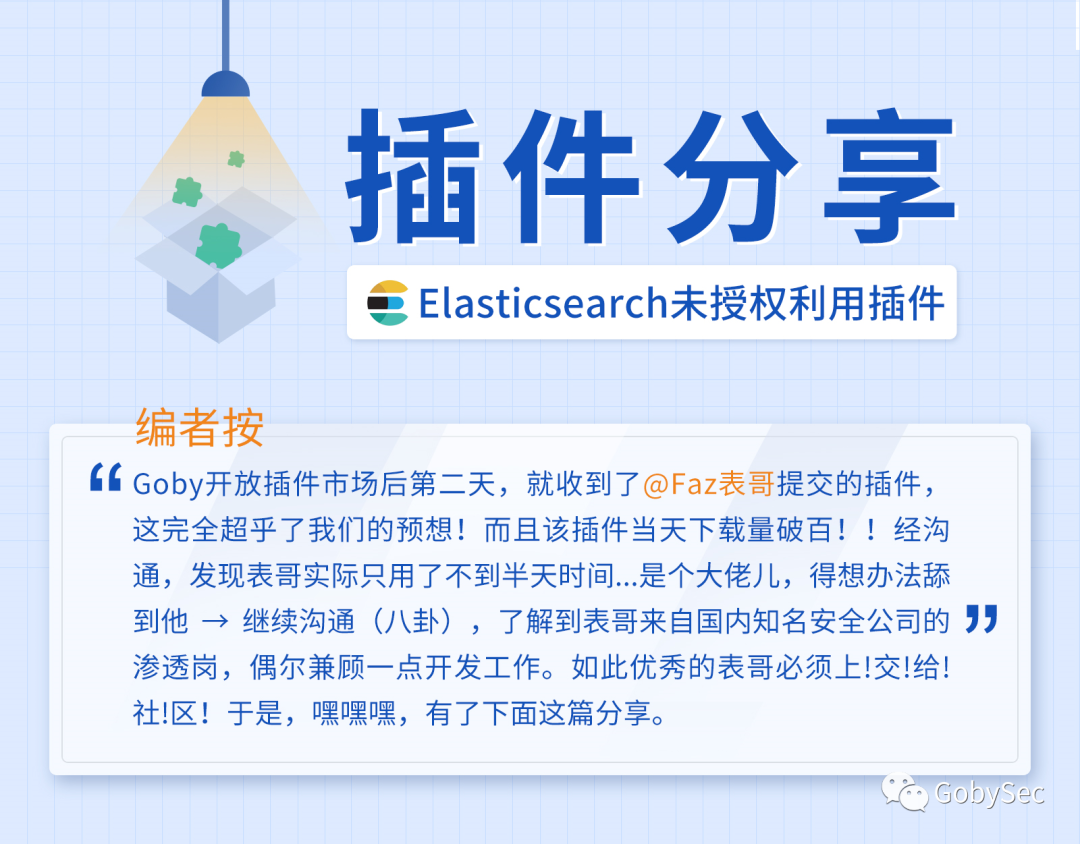 插件分享
Elasticsearch未授权利用插件
编者按
“Goby开放插件市场后第二天，就收到了@Faz表哥提交的插件，
这完全超乎了我们的预想！而且该插件当天下载量破百！！经沟
通，发现表哥实际只用了不到半天时间...是个大佬儿，得想办法舔
到他 → 继续沟通（八卦），了解到表哥来自国内知名安全公司的
渗透岗，偶尔兼顾一点开发工作。如此优秀的表哥必须上!交!给!
社!区！于是，嘿嘿嘿，有了下面这篇分享。”
GobySec